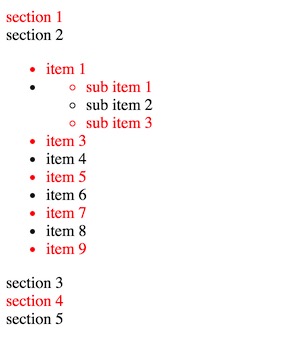 section 1
section 2
item 1
sub item 1
sub item 2
sub item 3
item 3
item 4
item 5
item 6
item 7
item 8
item 9
section 3
section 4
section 5